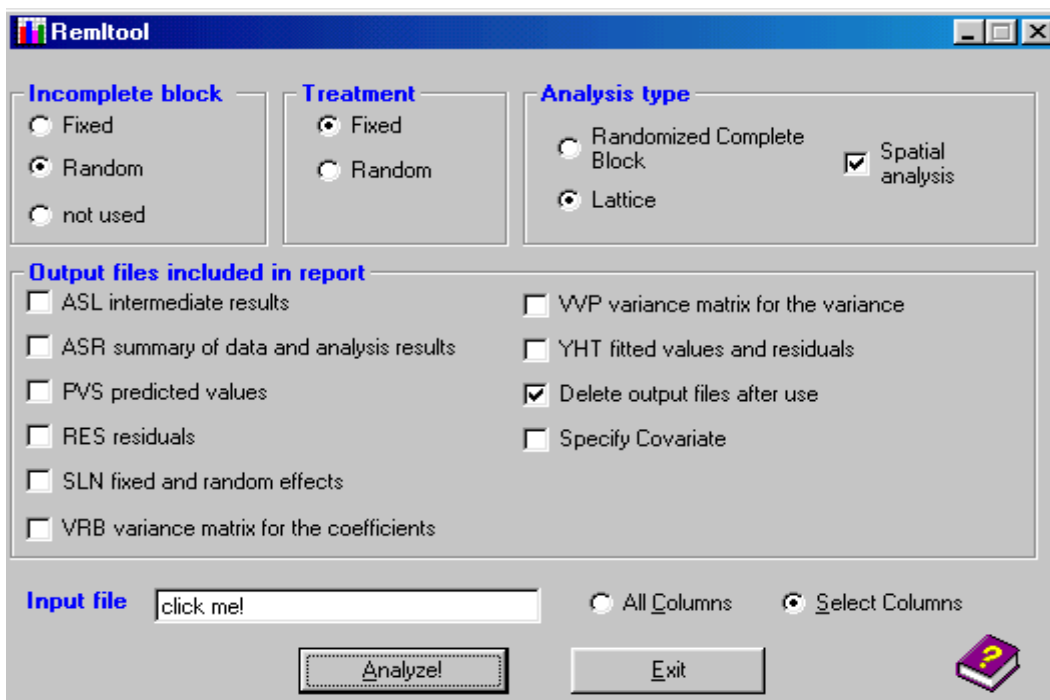 Remltool
Incomplete block
Fixed
Random
not used
Treatment
Fixed
Random
Analysis type
Randomized Complete
Block
Lattice
Spatial
analysis
Output files included in report
ASL intermediate results
ASR summary of data and analysis results
PVS predicted values
RES residuals
SLN fixed and random effects
VRB variance matrix for the coefficients
VVP variance matrix for the variance
YHT fitted values and residuals
Delete output files after use
Specify Covariate
Input file
click me!
All Columns
Select Columns
Analyze!
Exit
?